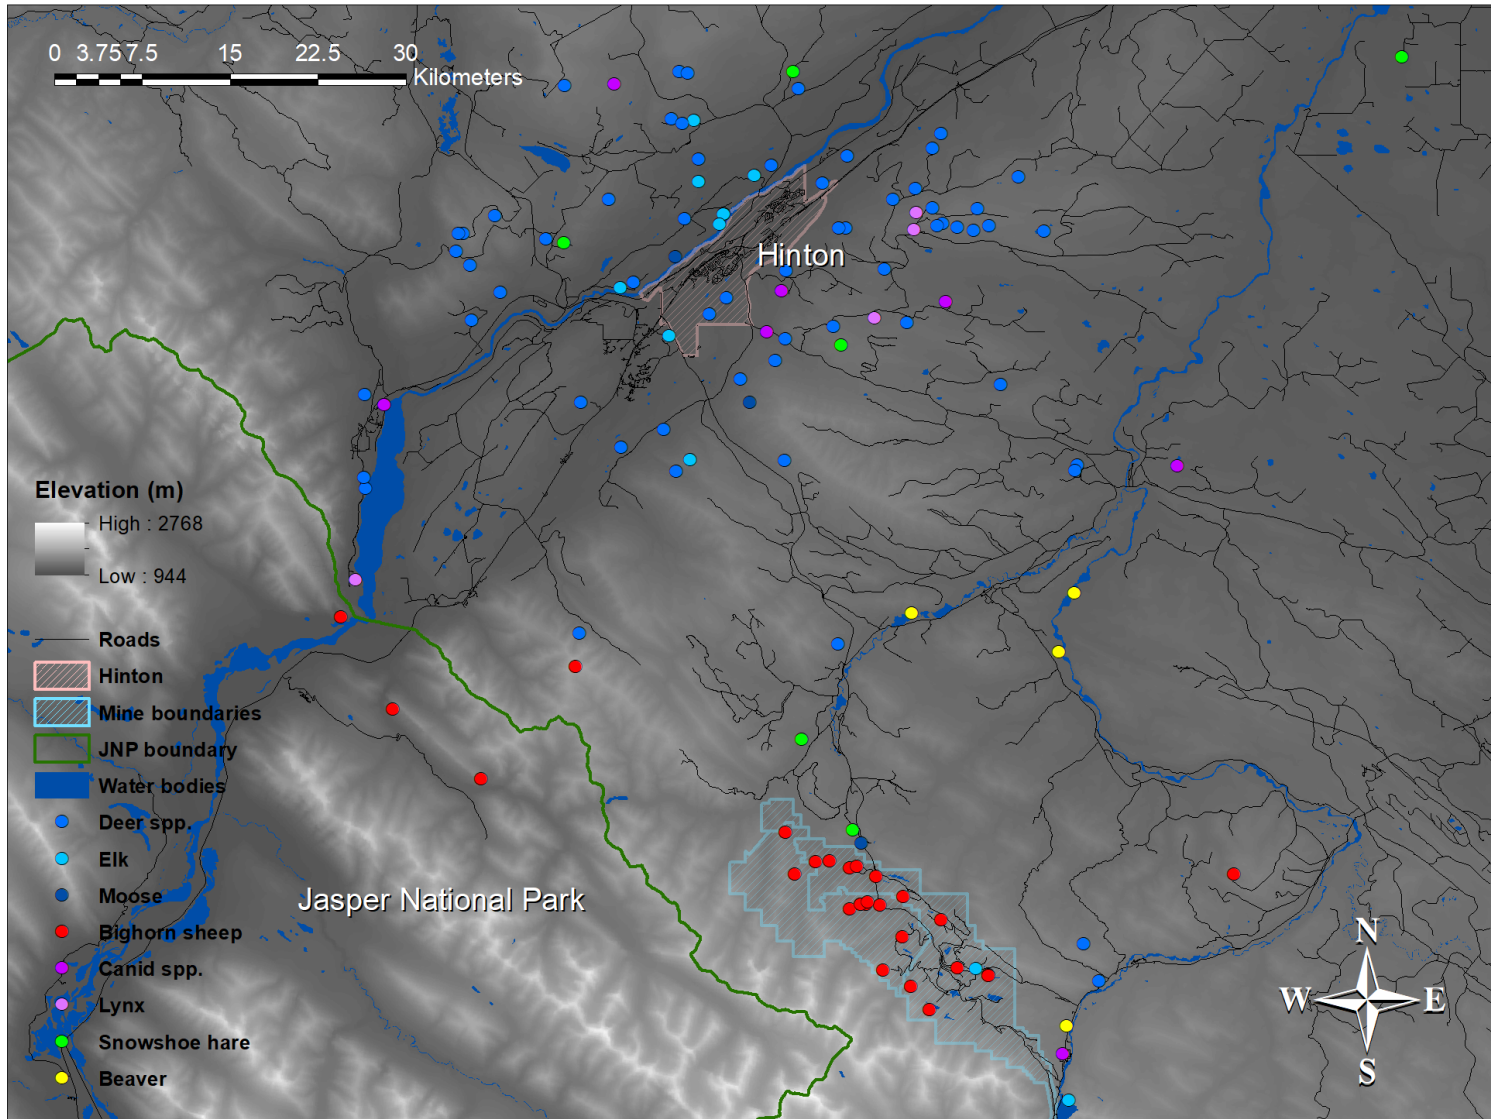 0 3.75 7.5 15 22.5 30
Kilometers
Hinton
Elevation (m)
High : 2768
Low : 944
Roads
Hinton
Mine boundaries
JNP boundary
Water bodies
Deer spp.
Elk
Moose
Bighorn sheep
Canid spp.
Lynx
Snowshoe hare
Beaver
Jasper National Park
N
W E
S